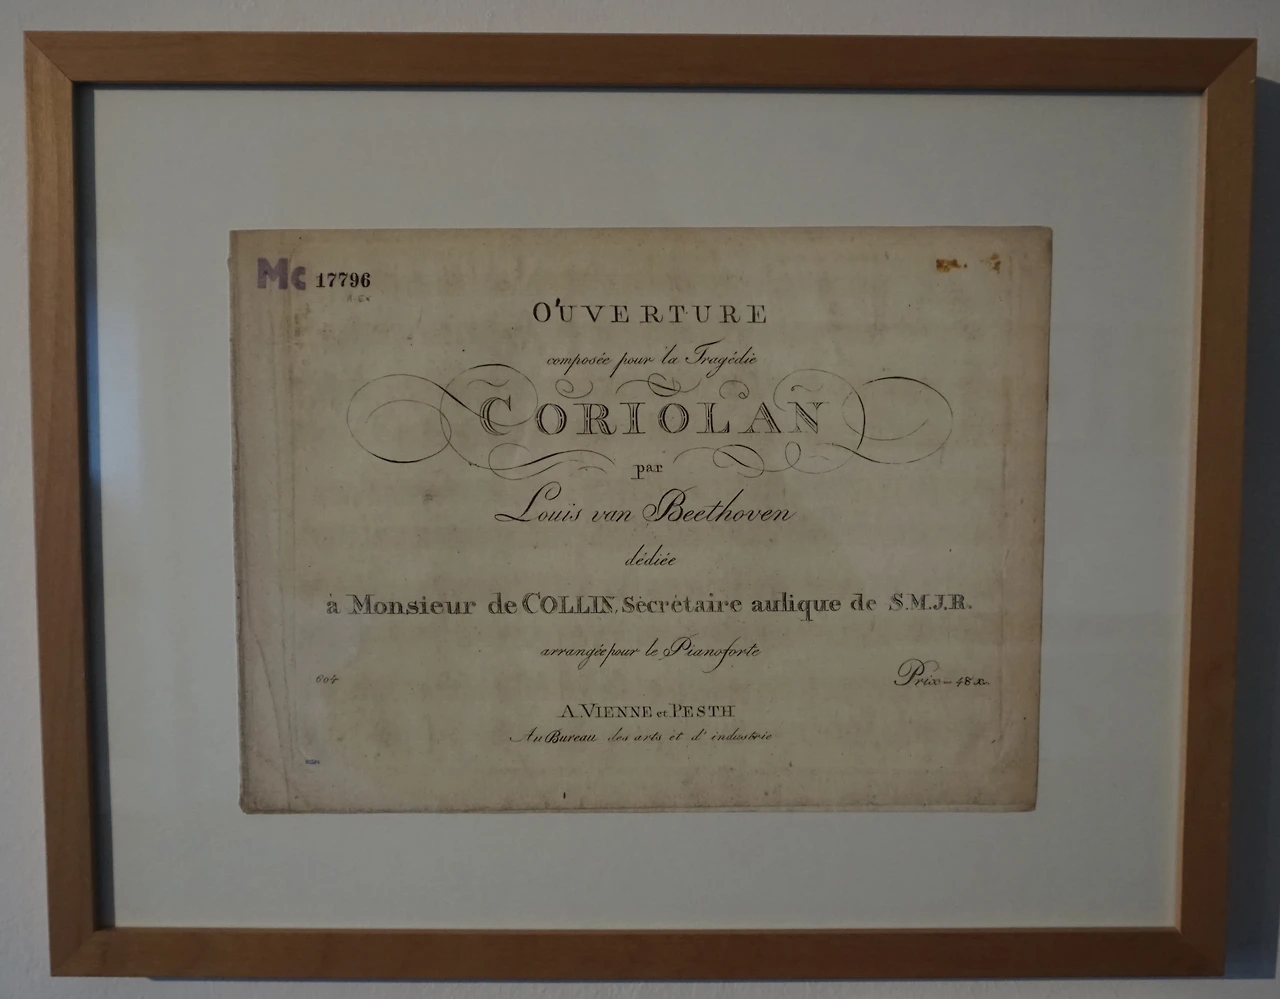 Mc 17796
O'UVERTURE
composée pour la Tragédie
CORIOLAN
par
Louis van Beethoven
dédiée
à Monsieur de COLLIN, Sécrétaire aulique de S.M.J.R.
arrangée pour le Pianoforte
604
Prix = 48 x.
A VIENNE et PESTH
Au Bureau des arts et d' industrie